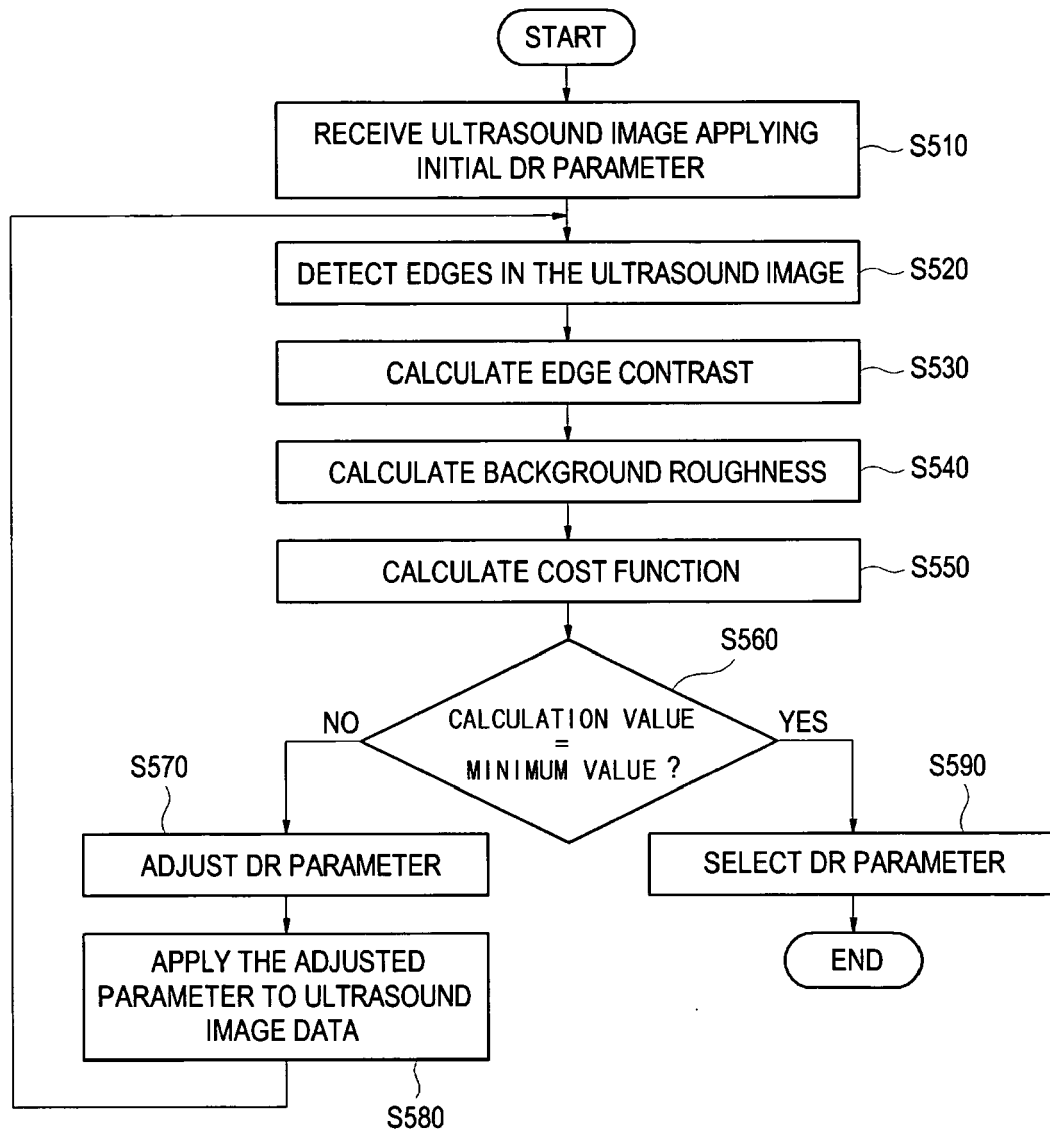 START
RECEIVE ULTRASOUND IMAGE APPLYING
INITIAL DR PARAMETER
S510
DETECT EDGES IN THE ULTRASOUND IMAGE
S520
CALCULATE EDGE CONTRAST
S530
CALCULATE BACKGROUND ROUGHNESS
S540
CALCULATE COST FUNCTION
S550
S560
CALCULATION VALUE
=
MINIMUM VALUE ?
NO
YES
S570
ADJUST DR PARAMETER
S590
SELECT DR PARAMETER
APPLY THE ADJUSTED
PARAMETER TO ULTRASOUND
IMAGE DATA
S580
END